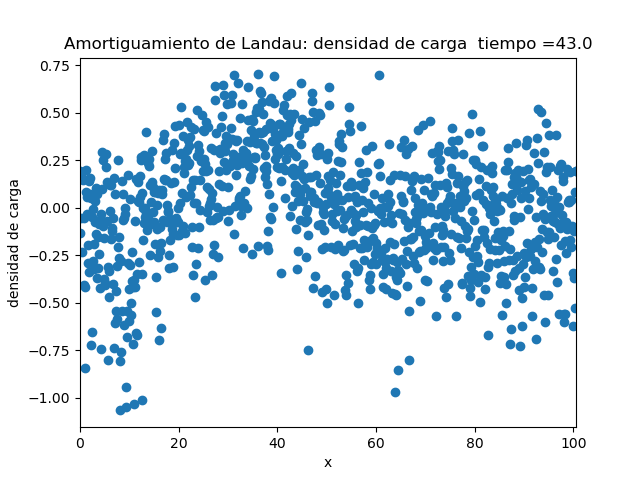 Amortiguamiento de Landau: densidad de carga  tiempo =43.0
0.75
0.50
0.25
0.00
−0.25
−0.50
−0.75
−1.00
densidad de carga
0 20 40 60 80 100
x